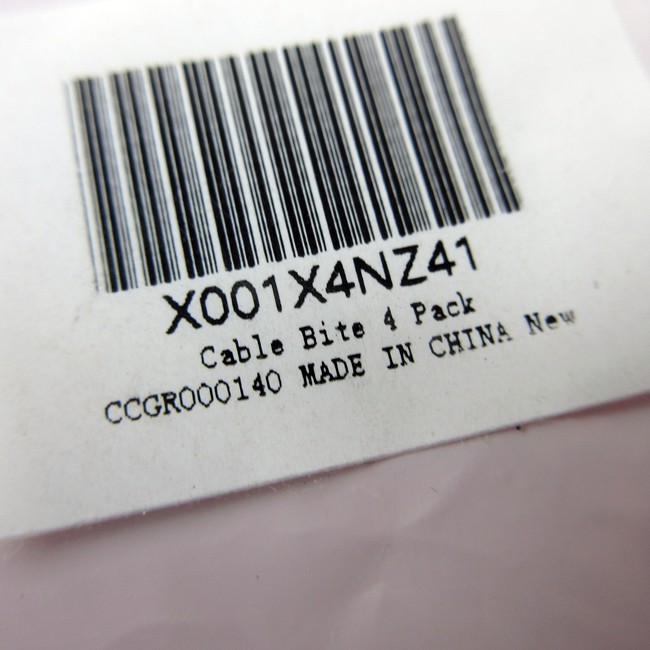 X001X4NZ41
Cable Bite 4 Pack
CCGR000140 MADE IN CHINA New